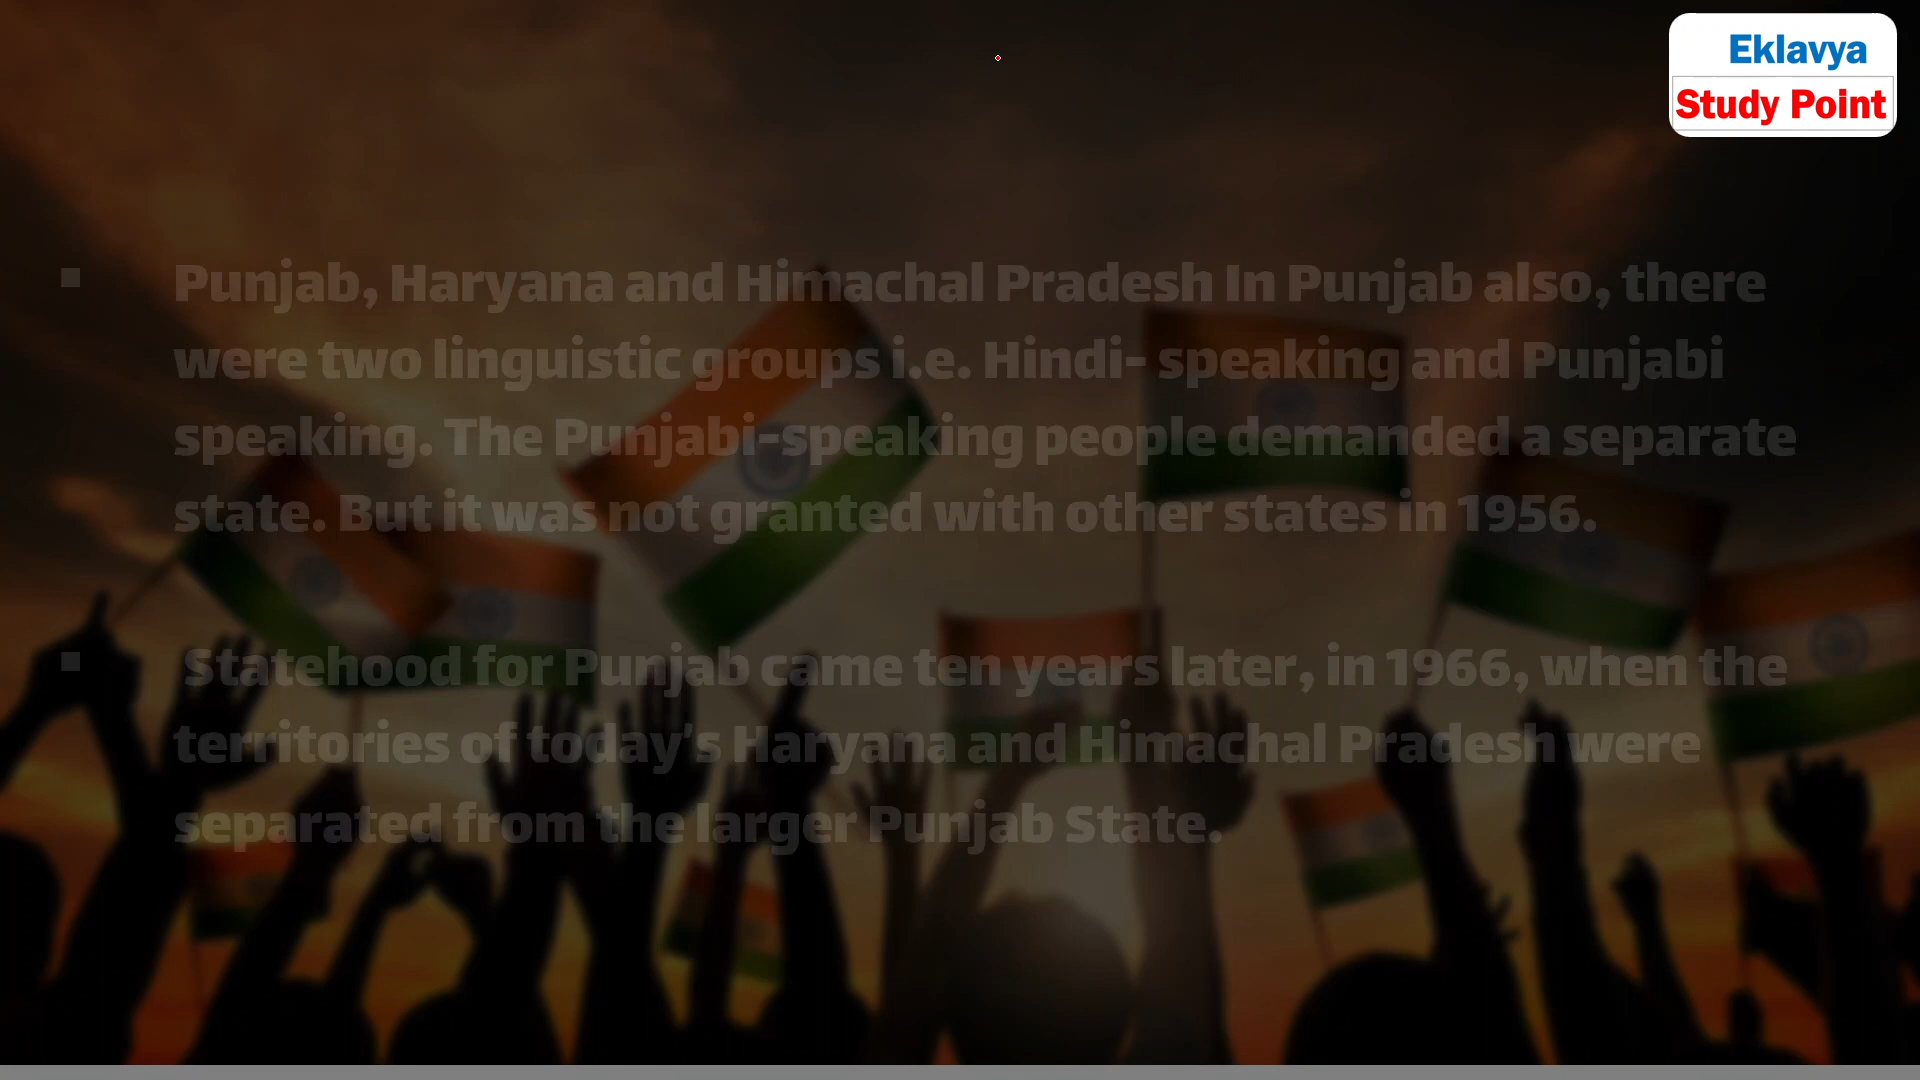 Eklavya
Study Point
▪ Punjab, Haryana and Himachal Pradesh In Punjab also, there
were two linguistic groups i.e. Hindi- speaking and Punjabi
speaking. The Punjabi-speaking people demanded a separate
state. But it was not granted with other states in 1956.
▪ Statehood for Punjab came ten years later, in 1966, when the
territories of today's Haryana and Himachal Pradesh were
separated from the larger Punjab State.